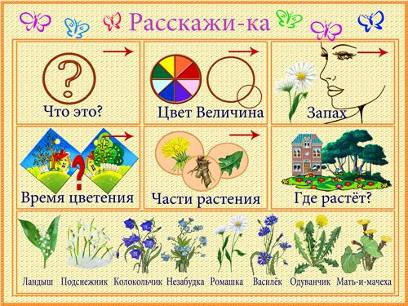 Расскажи-ка
Что это?
Цвет Величина
Запах
?
Время цветения
Части растения
Где растёт?
Ландыш Подснежник Колокольчик Незабудка Ромашка Василёк Одуванчик Мать-и-мачеха